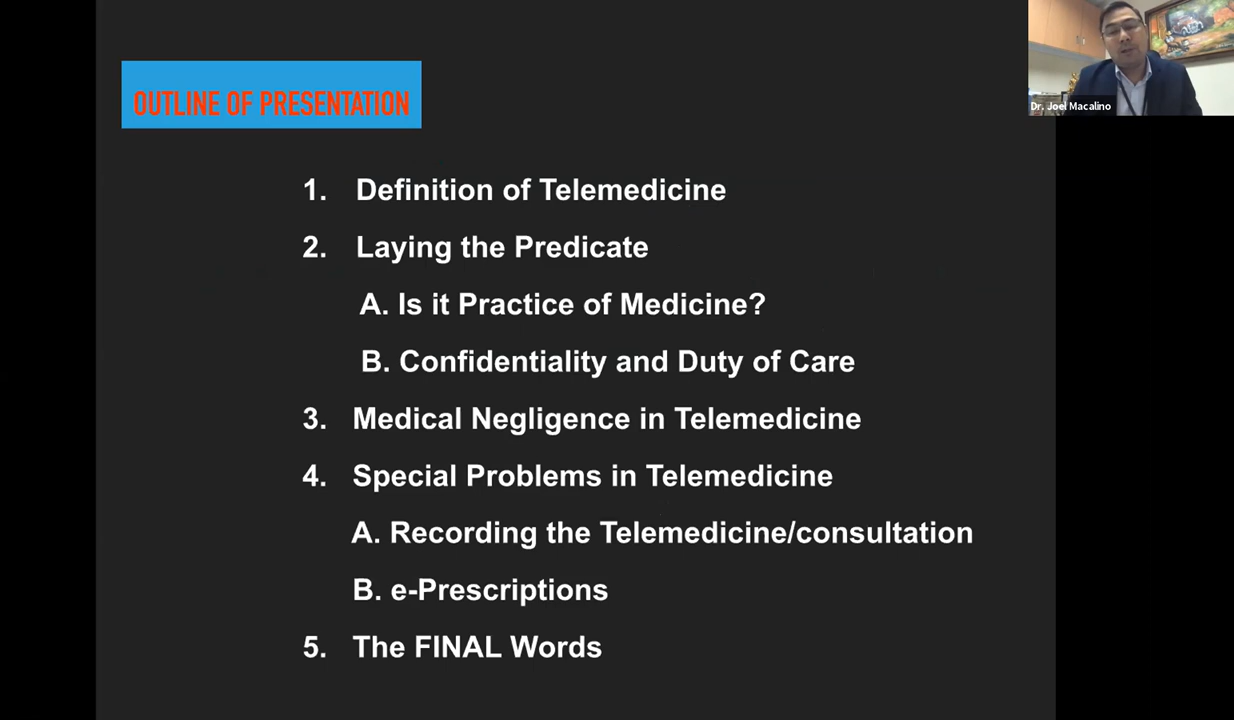 OUTLINE OF PRESENTATION
Dr. Joel Macalino
1. Definition of Telemedicine
2. Laying the Predicate
A. Is it Practice of Medicine?
B. Confidentiality and Duty of Care
3. Medical Negligence in Telemedicine
4. Special Problems in Telemedicine
A. Recording the Telemedicine/consultation
B. e-Prescriptions
5. The FINAL Words